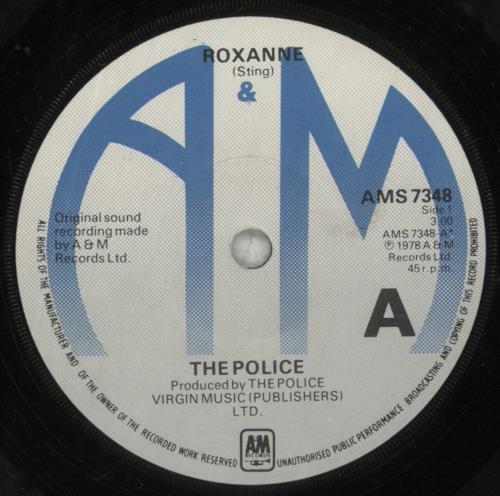 ROXANNE
(Sting)
A & M
Original sound
recording made
by A & M
Records Ltd.
AMS 7348
Side 1
3.00
AMS 7348-A*
℗ 1978 A & M
Records Ltd.
45 r.p.m.
A
THE POLICE
Produced by THE POLICE
VIRGIN MUSIC (PUBLISHERS)
LTD.
AM
RECORDS
ALL RIGHTS OF THE MANUFACTURER AND OF THE OWNER OF THE RECORDED WORK RESERVED
UNAUTHORISED PUBLIC PERFORMANCE BROADCASTING AND COPYING OF THIS RECORD PROHIBITED